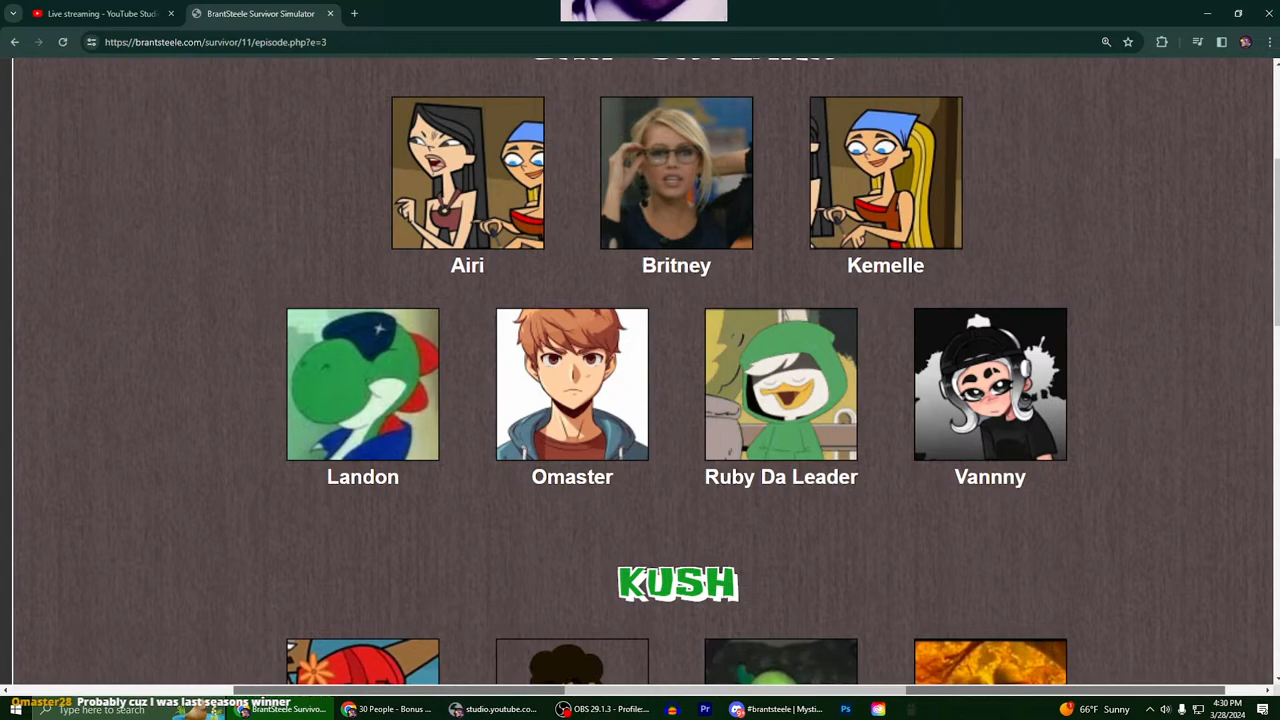 Live streaming - YouTube Studi
BrantSteele Survivor Simulator
https://brantsteele.com/survivor/11/episode.php?e=3
Airi
Britney
Kemelle
Landon
Omaster
Ruby Da Leader
Vannny
KUSH
Omaster28 Probably cuz I was last seasons winner
Type here to search
BrantSteele Survivo...
30 People - Bonus ...
studio.youtube.co...
OBS 29.1.3 - Profile:...
Pr
#brantsteele | Mysti...
Ps
66°F Sunny
4:30 PM
3/28/2024